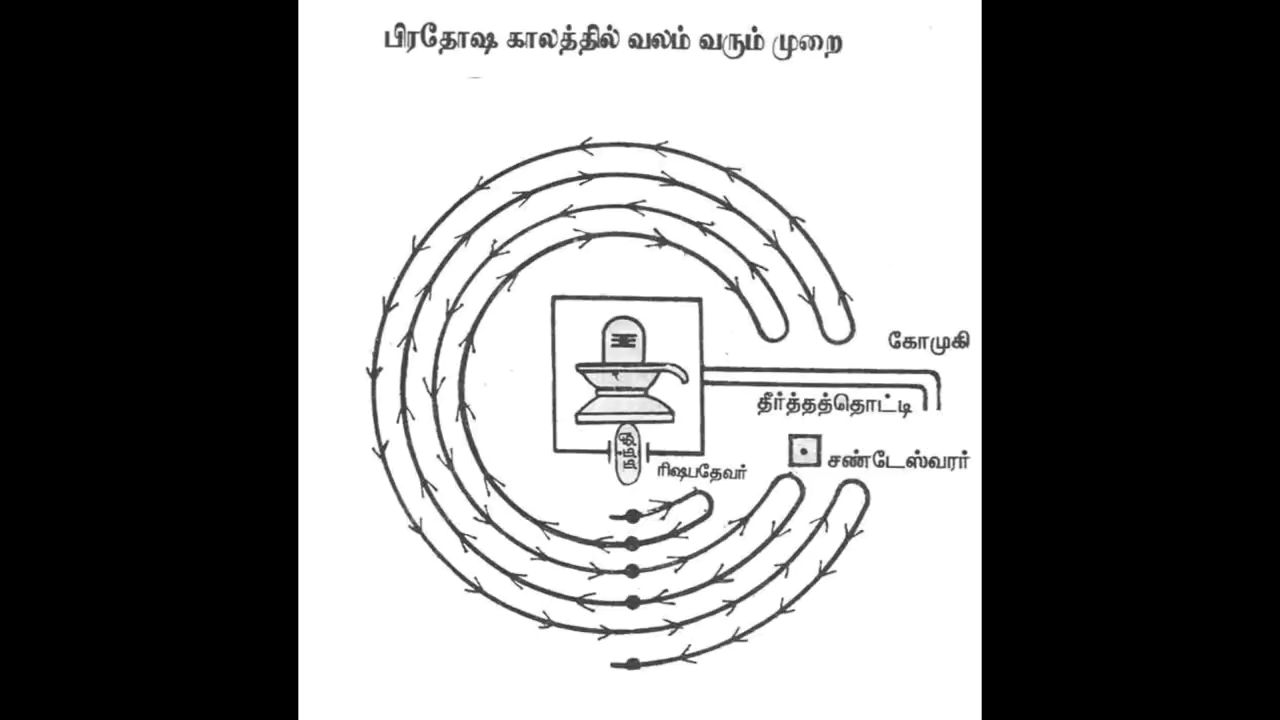 பிரதோஷ காலத்தில் வலம் வரும் முறை
கோமுகி
தீர்த்தத்தொட்டி
சண்டேஸ்வரர்
நந்தி
ரிஷபதேவர்